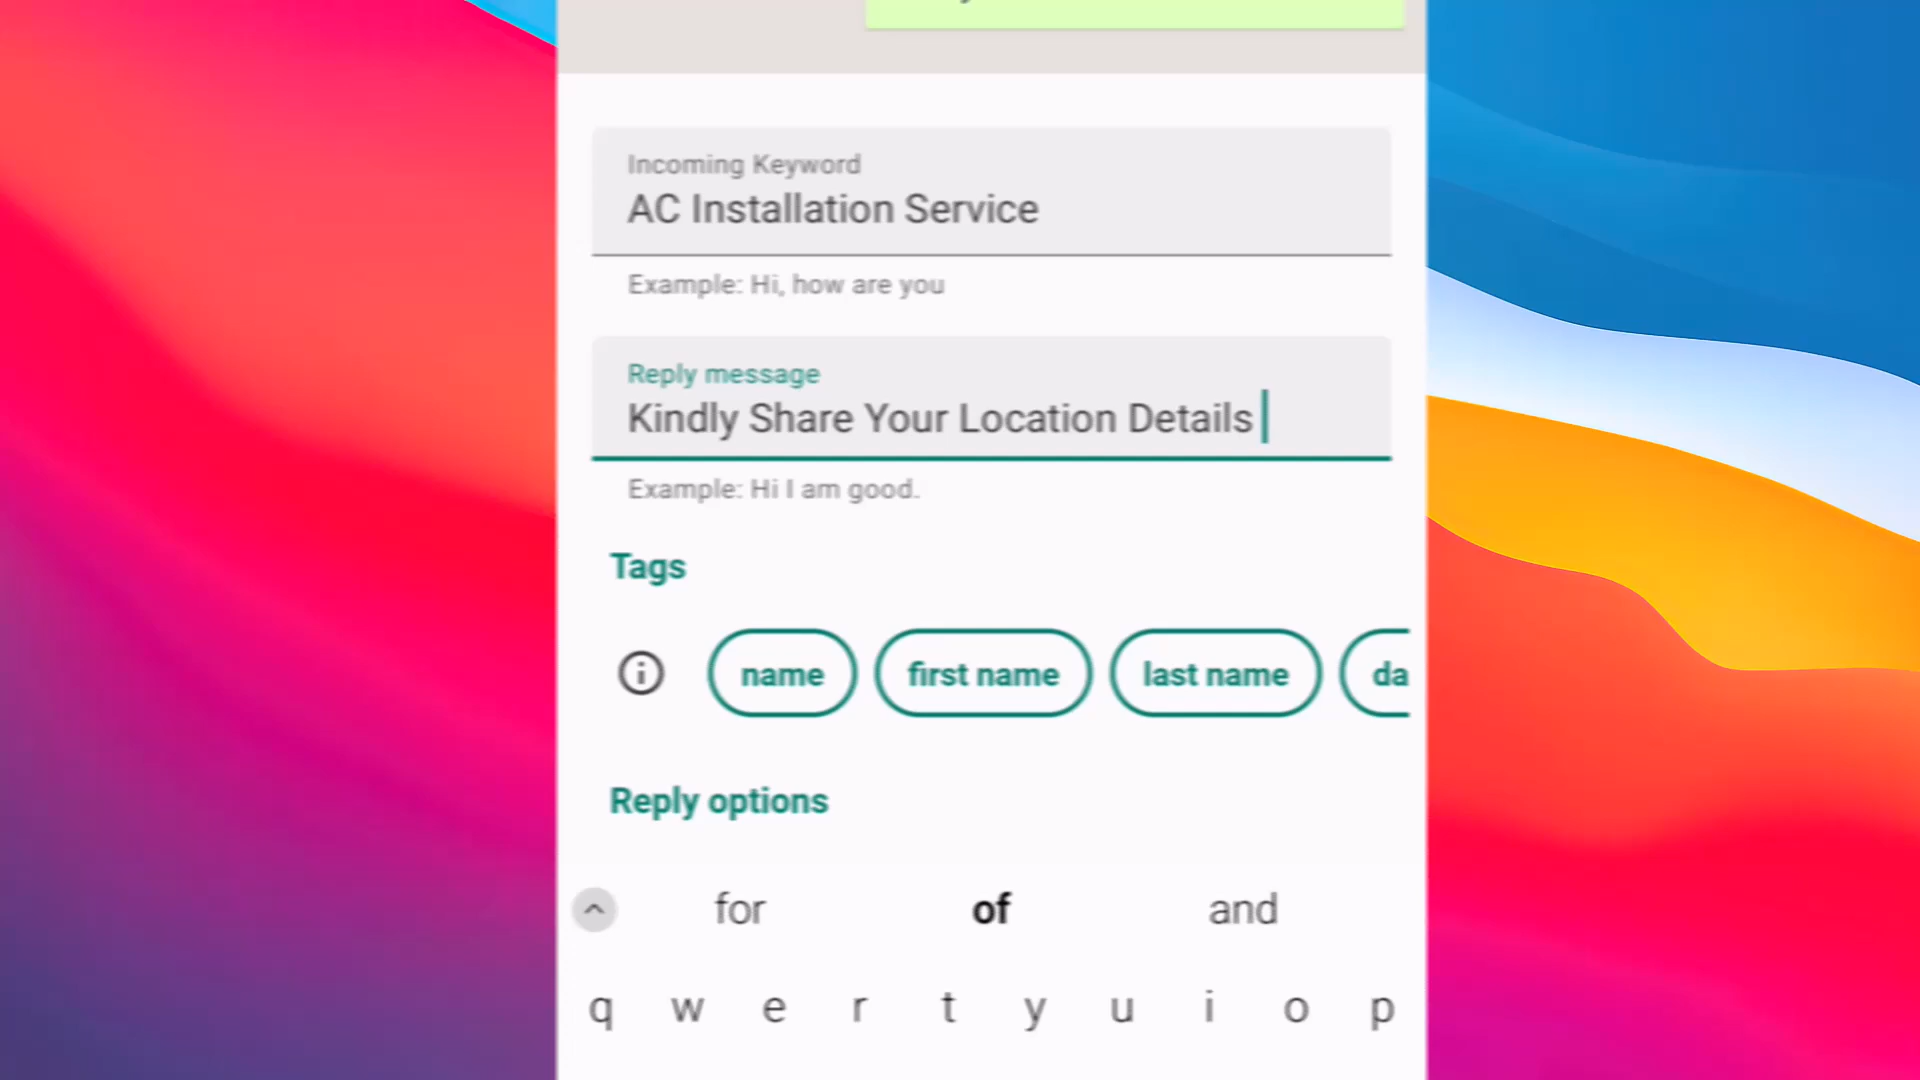 Incoming Keyword
AC Installation Service
Example: Hi, how are you
Reply message
Kindly Share Your Location Details
Example: Hi I am good.
Tags
name first name last name da
Reply options
for of and
q w e r t y u i o p